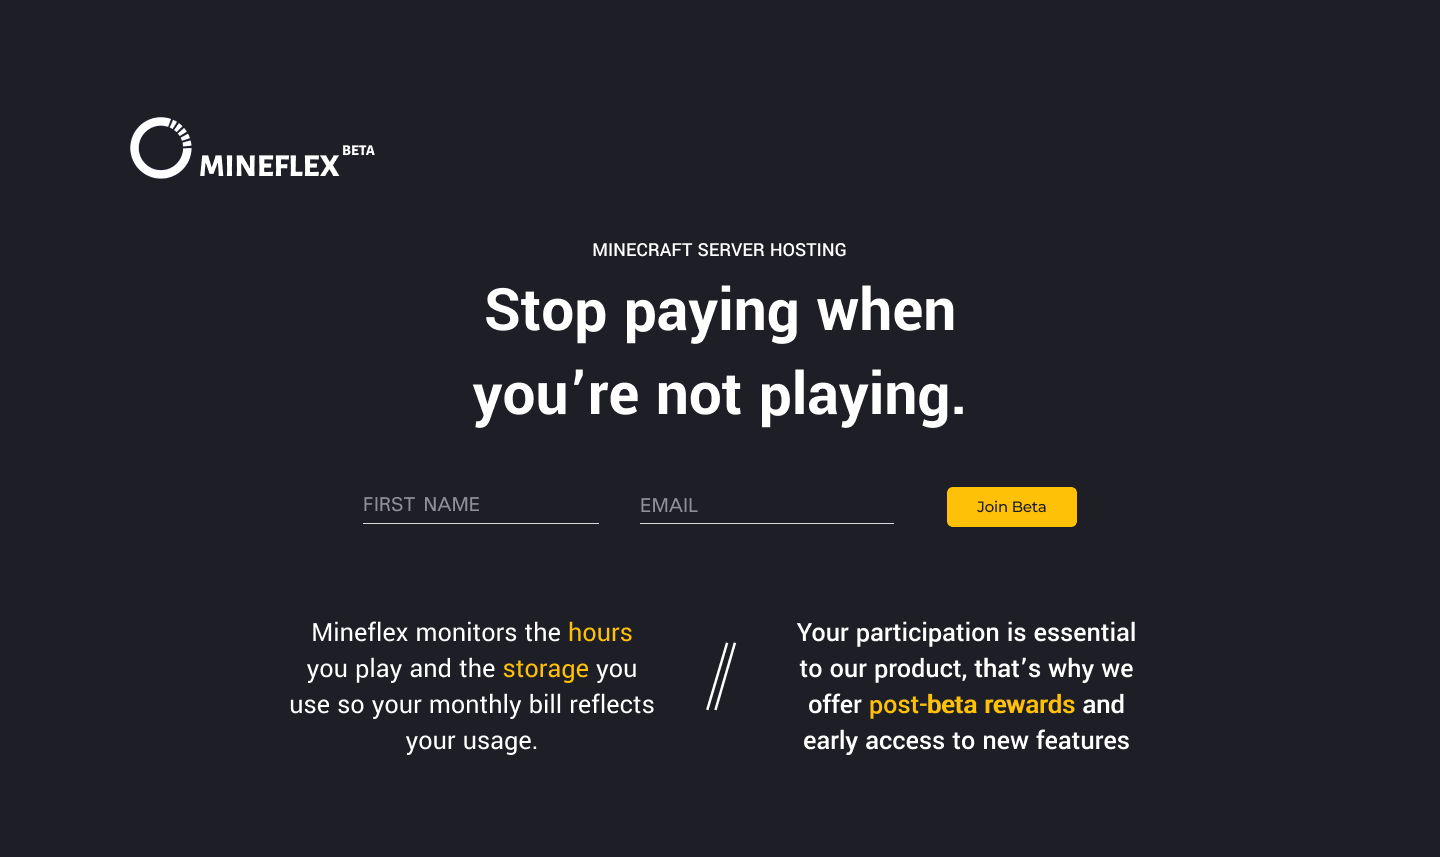 MINEFLEX BETA
MINECRAFT SERVER HOSTING
Stop paying when
you’re not playing.
FIRST NAME
EMAIL
Join Beta
Mineflex monitors the hours
you play and the storage you
use so your monthly bill reflects
your usage.
Your participation is essential
to our product, that’s why we
offer post-beta rewards and
early access to new features